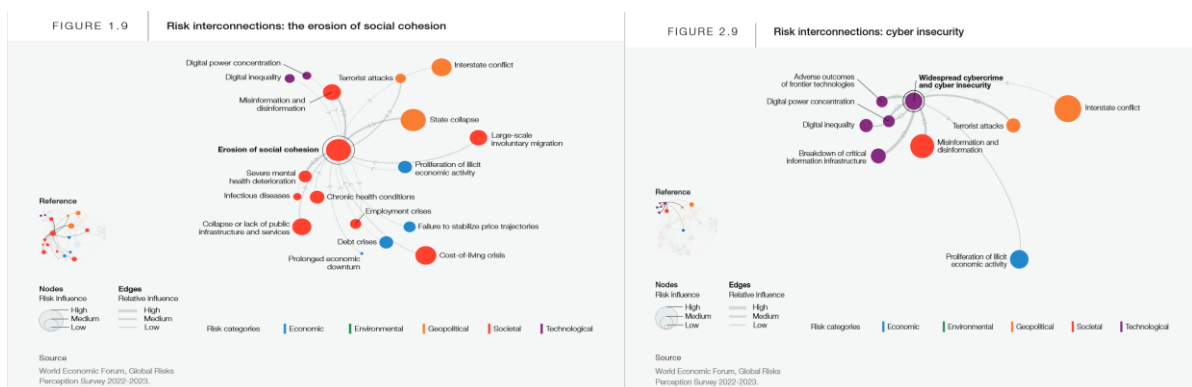 FIGURE 1.9
Risk interconnections: the erosion of social cohesion
Digital power concentration
Digital inequality
Terrorist attacks
Interstate conflict
Misinformation and
disinformation
State collapse
Large-scale
involuntary migration
Erosion of social cohesion
Proliferation of illicit
economic activity
Severe mental
health deterioration
Infectious diseases
Chronic health conditions
Employment crises
Collapse or lack of public
infrastructure and services
Failure to stabilize price trajectories
Debt crises
Cost-of-living crisis
Prolonged economic
downturn
Reference
Nodes
Risk influence
High
Medium
Low
Edges
Relative influence
High
Medium
Low
Risk categories
Economic
Environmental
Geopolitical
Societal
Technological
Source
World Economic Forum, Global Risks
Perception Survey 2022-2023.
FIGURE 2.9
Risk interconnections: cyber insecurity
Adverse outcomes
of frontier technologies
Widespread cybercrime
and cyber insecurity
Digital power concentration
Interstate conflict
Digital inequality
Terrorist attacks
Misinformation and
disinformation
Breakdown of critical
information infrastructure
Proliferation of illicit
economic activity
Reference
Nodes
Risk influence
High
Medium
Low
Edges
Relative influence
High
Medium
Low
Risk categories
Economic
Environmental
Geopolitical
Societal
Technological
Source
World Economic Forum, Global Risks
Perception Survey 2022-2023.